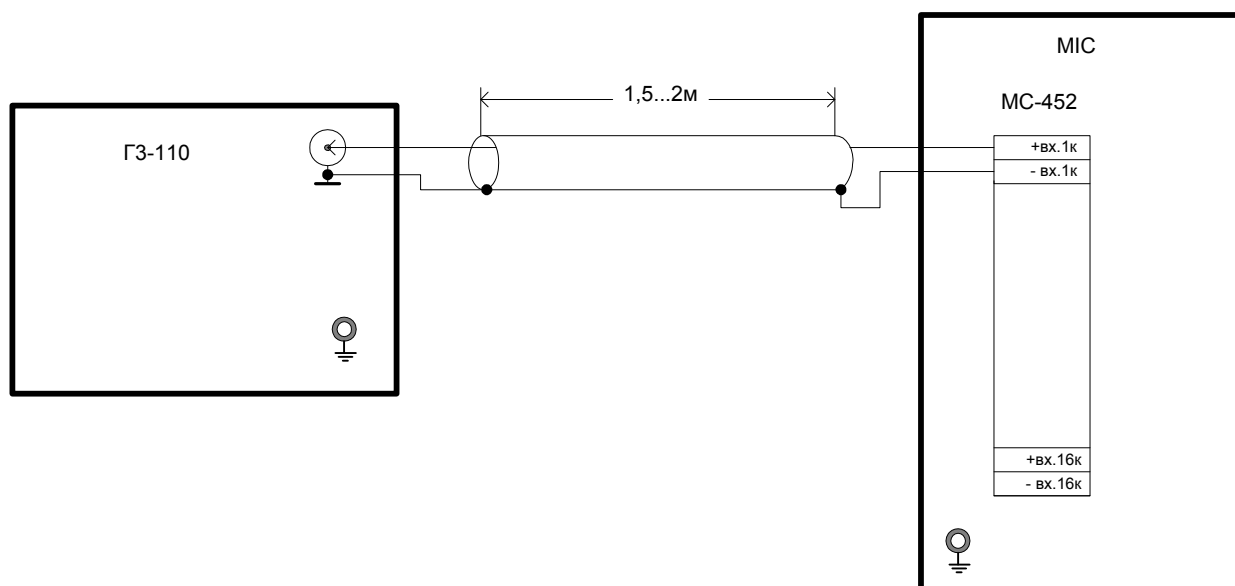 MIC
МС-452
1,5...2м
Г3-110
+вх.1к
- вх.1к
+вх.16к
- вх.16к